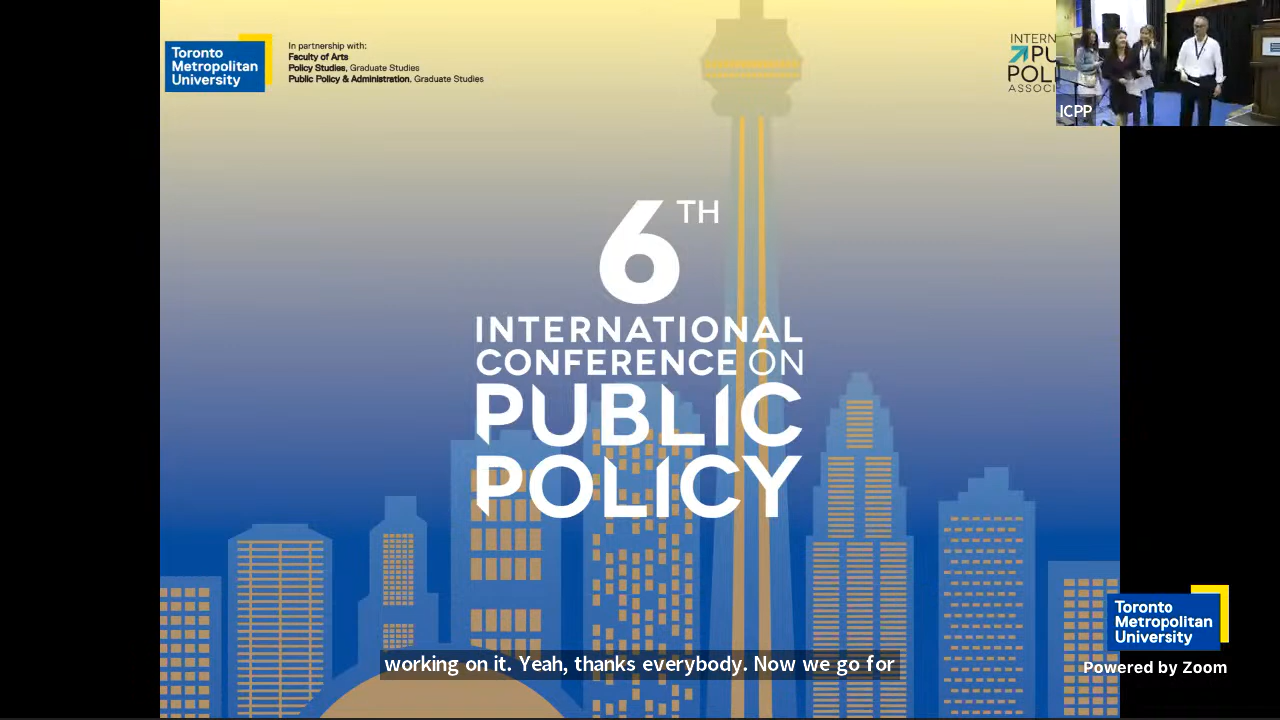 Toronto
Metropolitan
University
In partnership with:
Faculty of Arts
Policy Studies, Graduate Studies
Public Policy & Administration, Graduate Studies
INTERN
PU
POLI
ASSOCI
ICPP
6TH
INTERNATIONAL
CONFERENCE ON
PUBLIC
POLICY
working on it. Yeah, thanks everybody. Now we go for
Toronto
Metropolitan
University
Powered by Zoom